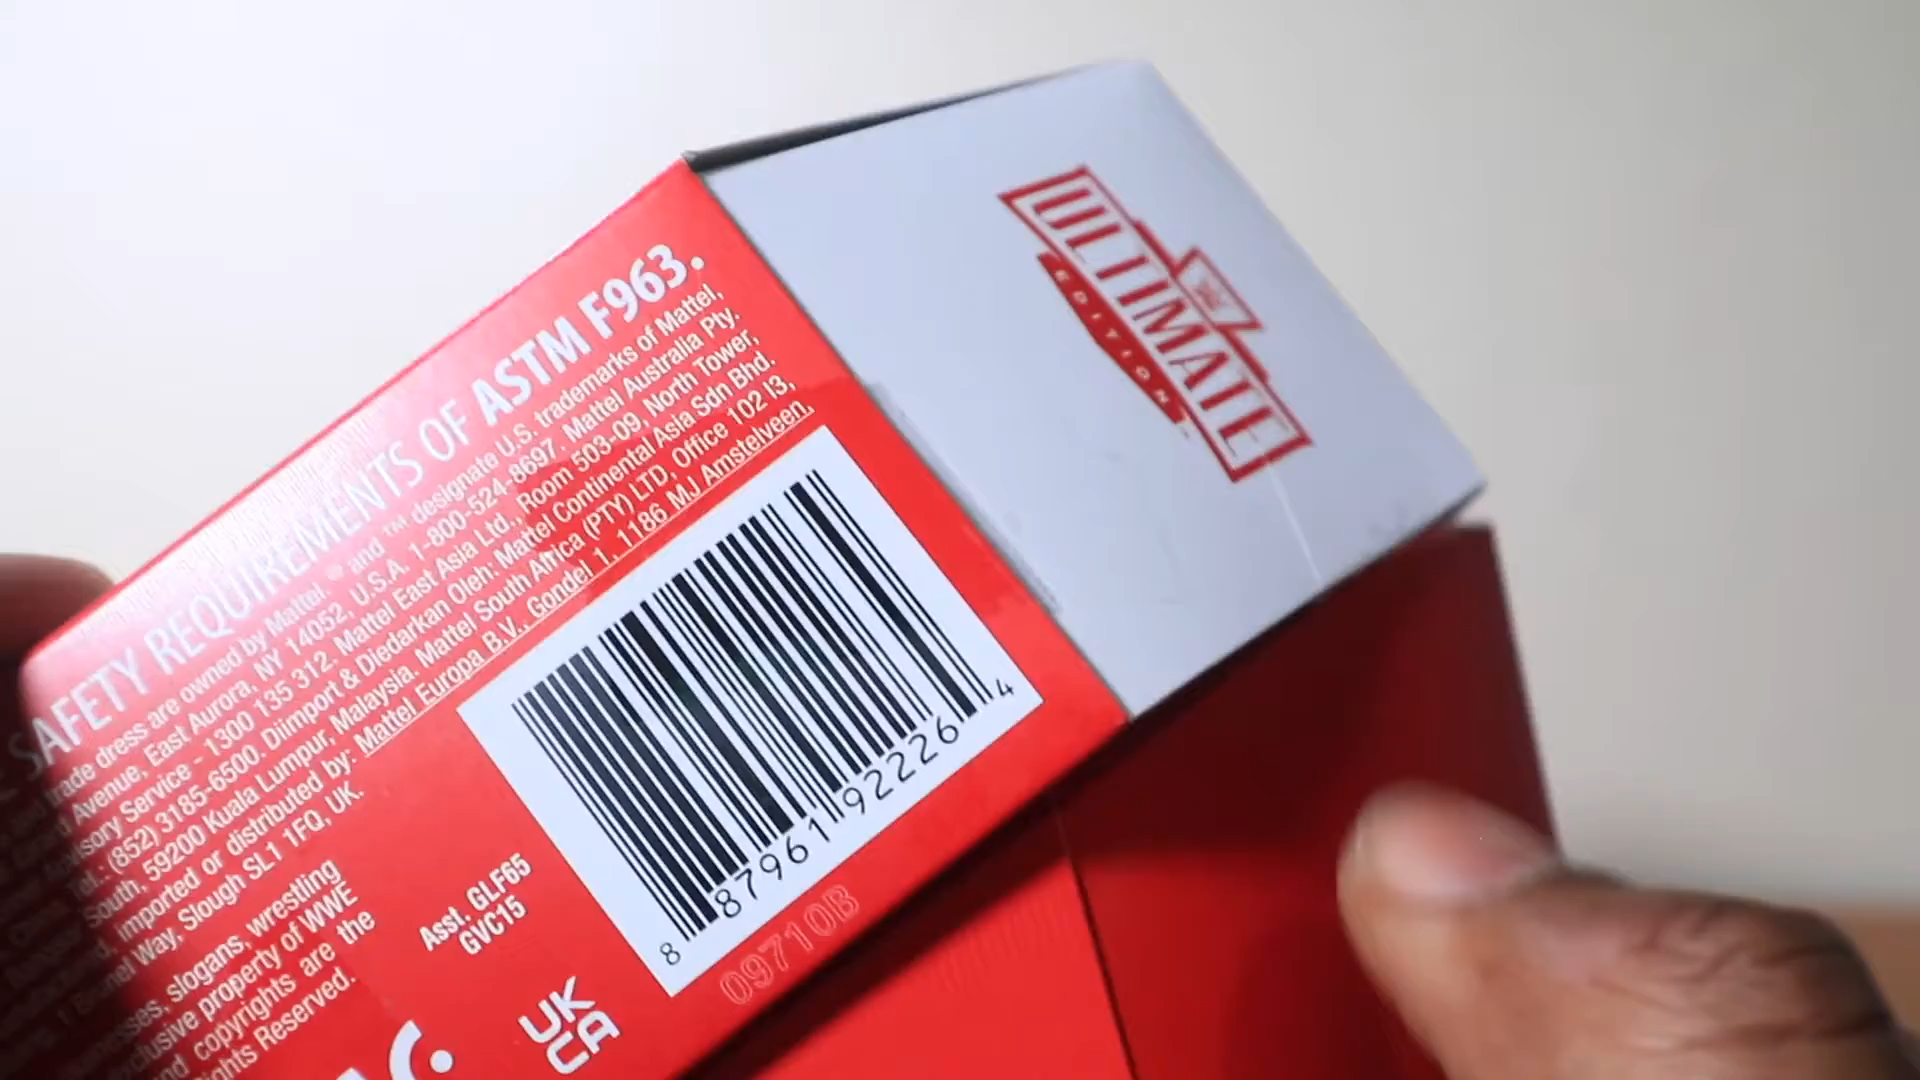 SAFETY REQUIREMENTS OF ASTM F963.
trade dress are owned by Mattel. ® and ™ designate U.S. trademarks of Mattel,
Avenue, East Aurora, NY 14052, U.S.A. 1-800-524-8697. Mattel Australia Pty.
Service - 1300 135 312. Mattel East Asia Ltd., Room 503-09, North Tower,
Tel.: (852) 3185-6500. Diimport & Diedarkan Oleh: Mattel Continental Asia Sdn Bhd.
South, 59200 Kuala Lumpur, Malaysia. Mattel South Africa (PTY) LTD, Office 102 I3,
imported or distributed by: Mattel Europa B.V., Gondel 1, 1186 MJ Amstelveen,
Way, Slough SL1 1FQ, UK.
slogans, wrestling
property of WWE
copyrights are the
Reserved.
Asst. GLF65
GVC15
8 87961 92226 4
09710B
UK
CA
ULTIMATE
EDITION